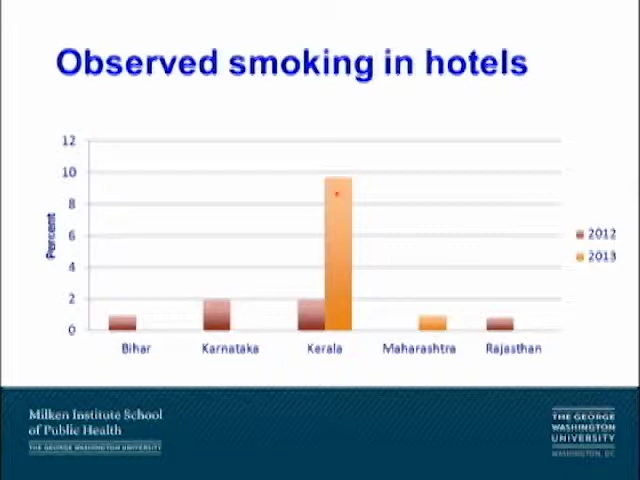 Observed smoking in hotels
12
10
8
6
4
2
0
Percent
2012
2013
Bihar Karnataka Kerala Maharashtra Rajasthan
Milken Institute School
of Public Health
THE GEORGE WASHINGTON UNIVERSITY
THE GEORGE
WASHINGTON
UNIVERSITY
WASHINGTON, DC